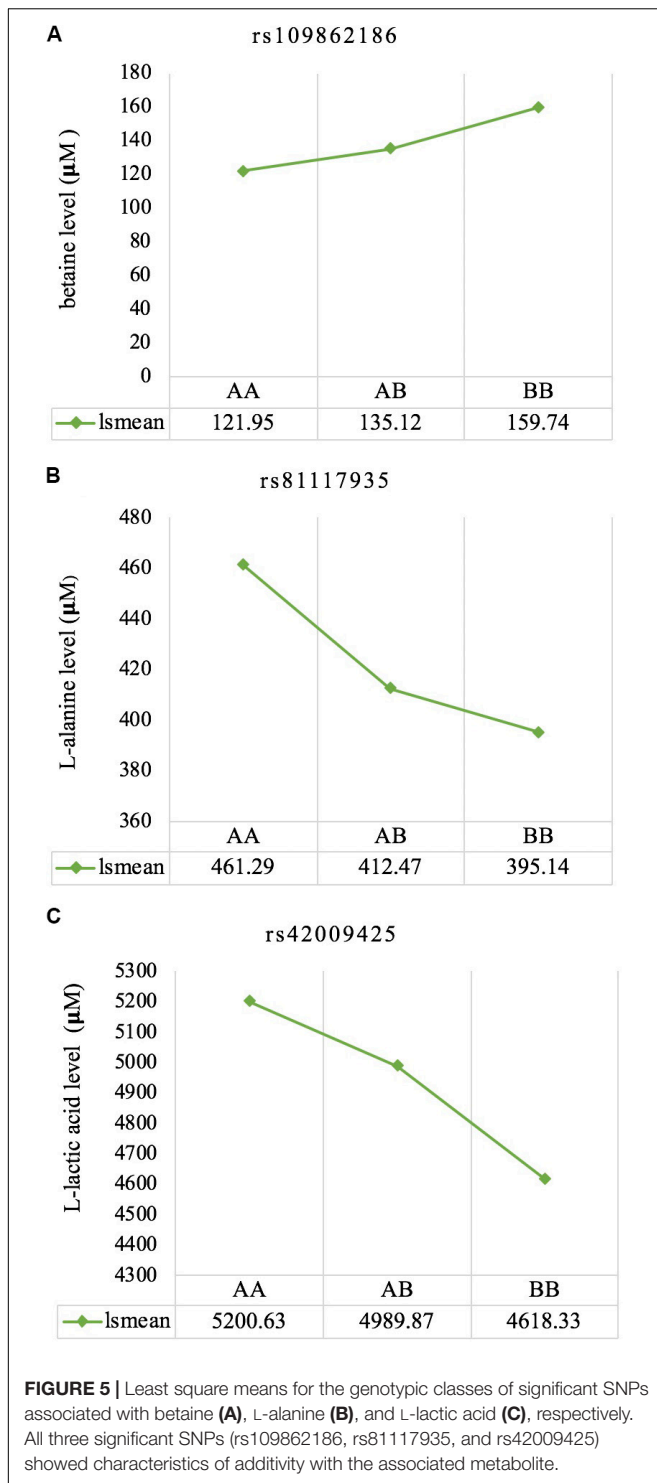 A
rs109862186
betaine level (μM )
180
160
140
120
100
80
60
40
20
0
AA AB BB
lsmean 121.95 135.12 159.74
B
rs81117935
L-alanine level (μM)
480
460
440
420
400
380
360
AA AB BB
lsmean 461.29 412.47 395.14
C
rs42009425
L-lactic acid level (μM)
5300
5200
5100
5000
4900
4800
4700
4600
4500
4400
4300
AA AB BB
lsmean 5200.63 4989.87 4618.33
FIGURE 5 | Least square means for the genotypic classes of significant SNPs
associated with betaine (A), L-alanine (B), and L-lactic acid (C), respectively.
All three significant SNPs (rs109862186, rs81117935, and rs42009425)
showed characteristics of additivity with the associated metabolite.